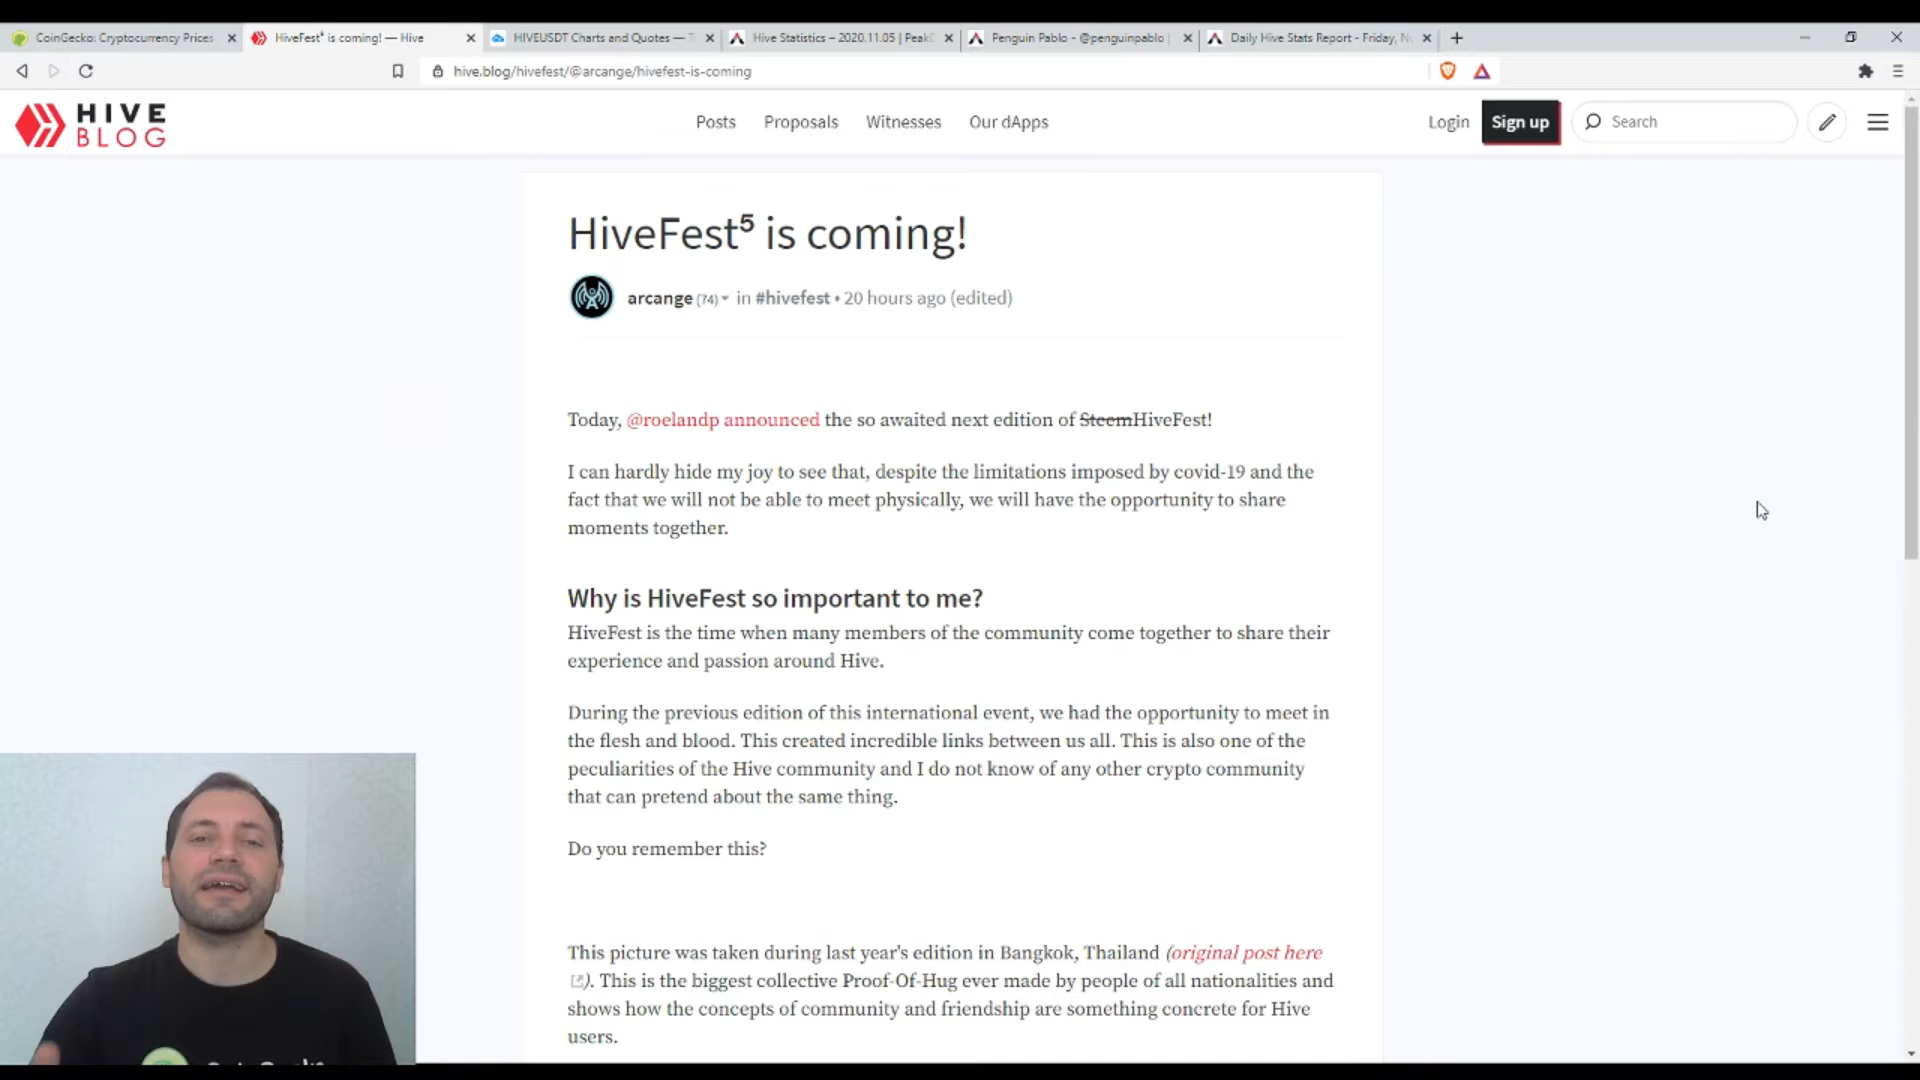 CoinGecko: Cryptocurrency Prices
HiveFest⁵ is coming! — Hive
HIVEUSDT Charts and Quotes —
Hive Statistics – 2020.11.05 | Peak
Penguin Pablo - @penguinpablo |
Daily Hive Stats Report - Friday, N
hive.blog/hivefest/@arcange/hivefest-is-coming
HIVE
BLOG
Posts
Proposals
Witnesses
Our dApps
Login
Sign up
Search
HiveFest⁵ is coming!
arcange (74) in #hivefest • 20 hours ago (edited)
Today, @roelandp announced the so awaited next edition of SteemHiveFest!
I can hardly hide my joy to see that, despite the limitations imposed by covid-19 and the
fact that we will not be able to meet physically, we will have the opportunity to share
moments together.
Why is HiveFest so important to me?
HiveFest is the time when many members of the community come together to share their
experience and passion around Hive.
During the previous edition of this international event, we had the opportunity to meet in
the flesh and blood. This created incredible links between us all. This is also one of the
peculiarities of the Hive community and I do not know of any other crypto community
that can pretend about the same thing.
Do you remember this?
This picture was taken during last year's edition in Bangkok, Thailand (original post here
). This is the biggest collective Proof-Of-Hug ever made by people of all nationalities and
shows how the concepts of community and friendship are something concrete for Hive
users.